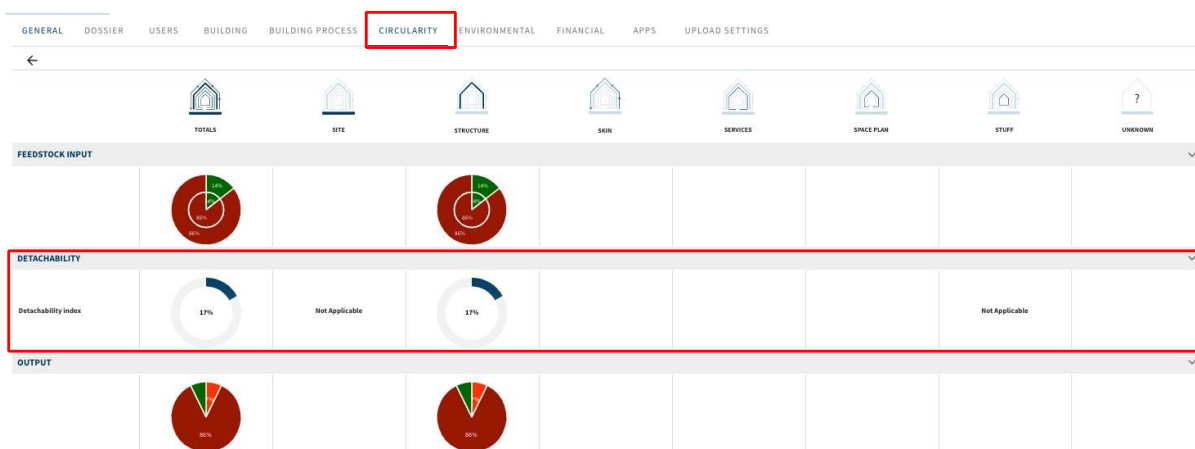 GENERAL DOSSIER USERS BUILDING BUILDING PROCESS CIRCULARITY ENVIRONMENTAL FINANCIAL APPS UPLOAD SETTINGS
?
TOTALS SITE STRUCTURE SKIN SERVICES SPACE PLAN STUFF UNKNOWN
FEEDSTOCK INPUT
14% 14%
86% 86%
86% 86%
DETACHABILITY
Detachability index 17% Not Applicable 17% Not Applicable
OUTPUT
86% 86%